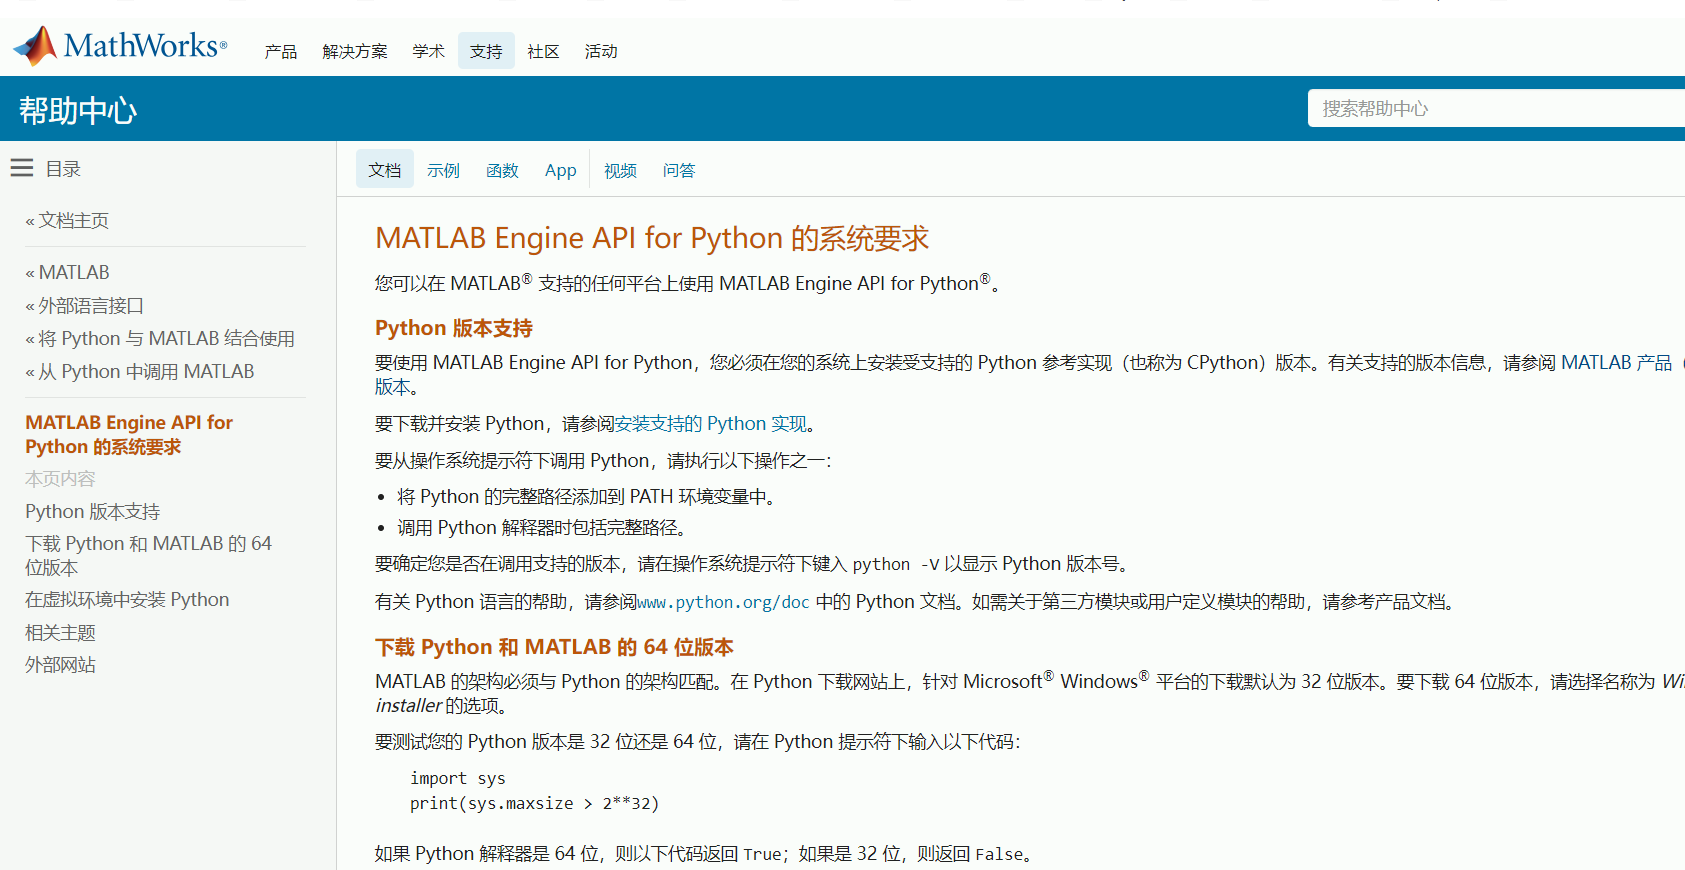 MathWorks®
产品 解决方案 学术 支持 社区 活动
帮助中心
搜索帮助中心
目录
« 文档主页
« MATLAB
« 外部语言接口
« 将 Python 与 MATLAB 结合使用
« 从 Python 中调用 MATLAB
MATLAB Engine API for
Python 的系统要求
本页内容
Python 版本支持
下载 Python 和 MATLAB 的 64
位版本
在虚拟环境中安装 Python
相关主题
外部网站
文档 示例 函数 App 视频 问答
MATLAB Engine API for Python 的系统要求
您可以在 MATLAB® 支持的任何平台上使用 MATLAB Engine API for Python®。
Python 版本支持
要使用 MATLAB Engine API for Python，您必须在您的系统上安装受支持的 Python 参考实现（也称为 CPython）版本。有关支持的版本信息，请参阅 MATLAB 产品（
版本。
要下载并安装 Python，请参阅安装支持的 Python 实现。
要从操作系统提示符下调用 Python，请执行以下操作之一：
• 将 Python 的完整路径添加到 PATH 环境变量中。
• 调用 Python 解释器时包括完整路径。
要确定您是否在调用支持的版本，请在操作系统提示符下键入 python -V 以显示 Python 版本号。
有关 Python 语言的帮助，请参阅www.python.org/doc 中的 Python 文档。如需关于第三方模块或用户定义模块的帮助，请参考产品文档。
下载 Python 和 MATLAB 的 64 位版本
MATLAB 的架构必须与 Python 的架构匹配。在 Python 下载网站上，针对 Microsoft® Windows® 平台的下载默认为 32 位版本。要下载 64 位版本，请选择名称为
installer 的选项。
要测试您的 Python 版本是 32 位还是 64 位，请在 Python 提示符下输入以下代码：
import sys
print(sys.maxsize > 2**32)
如果 Python 解释器是 64 位，则以下代码返回 True；如果是 32 位，则返回 False。